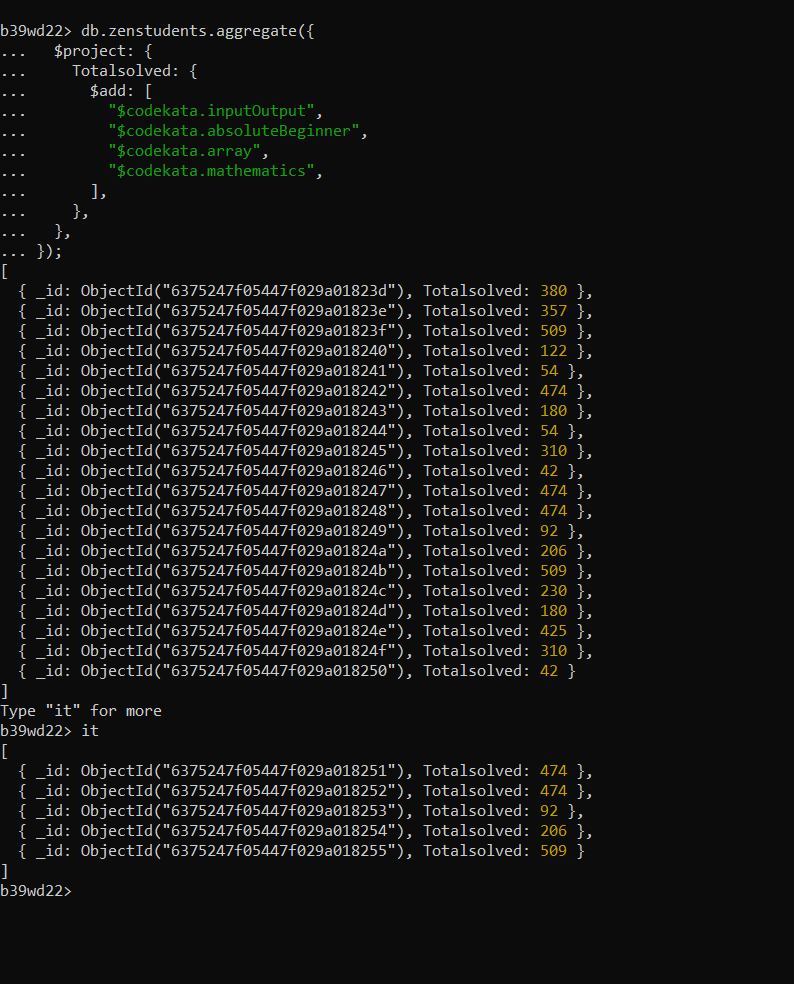 b39wd22> db.zenstudents.aggregate({
...   $project: {
...     Totalsolved: {
...       $add: [
...         "$codekata.inputOutput",
...         "$codekata.absoluteBeginner",
...         "$codekata.array",
...         "$codekata.mathematics",
...       ],
...     },
...   },
... });
[
  { _id: ObjectId("6375247f05447f029a01823d"), Totalsolved: 380 },
  { _id: ObjectId("6375247f05447f029a01823e"), Totalsolved: 357 },
  { _id: ObjectId("6375247f05447f029a01823f"), Totalsolved: 509 },
  { _id: ObjectId("6375247f05447f029a018240"), Totalsolved: 122 },
  { _id: ObjectId("6375247f05447f029a018241"), Totalsolved: 54 },
  { _id: ObjectId("6375247f05447f029a018242"), Totalsolved: 474 },
  { _id: ObjectId("6375247f05447f029a018243"), Totalsolved: 180 },
  { _id: ObjectId("6375247f05447f029a018244"), Totalsolved: 54 },
  { _id: ObjectId("6375247f05447f029a018245"), Totalsolved: 310 },
  { _id: ObjectId("6375247f05447f029a018246"), Totalsolved: 42 },
  { _id: ObjectId("6375247f05447f029a018247"), Totalsolved: 474 },
  { _id: ObjectId("6375247f05447f029a018248"), Totalsolved: 474 },
  { _id: ObjectId("6375247f05447f029a018249"), Totalsolved: 92 },
  { _id: ObjectId("6375247f05447f029a01824a"), Totalsolved: 206 },
  { _id: ObjectId("6375247f05447f029a01824b"), Totalsolved: 509 },
  { _id: ObjectId("6375247f05447f029a01824c"), Totalsolved: 230 },
  { _id: ObjectId("6375247f05447f029a01824d"), Totalsolved: 180 },
  { _id: ObjectId("6375247f05447f029a01824e"), Totalsolved: 425 },
  { _id: ObjectId("6375247f05447f029a01824f"), Totalsolved: 310 },
  { _id: ObjectId("6375247f05447f029a018250"), Totalsolved: 42 }
]
Type "it" for more
b39wd22> it
[
  { _id: ObjectId("6375247f05447f029a018251"), Totalsolved: 474 },
  { _id: ObjectId("6375247f05447f029a018252"), Totalsolved: 474 },
  { _id: ObjectId("6375247f05447f029a018253"), Totalsolved: 92 },
  { _id: ObjectId("6375247f05447f029a018254"), Totalsolved: 206 },
  { _id: ObjectId("6375247f05447f029a018255"), Totalsolved: 509 }
]
b39wd22>